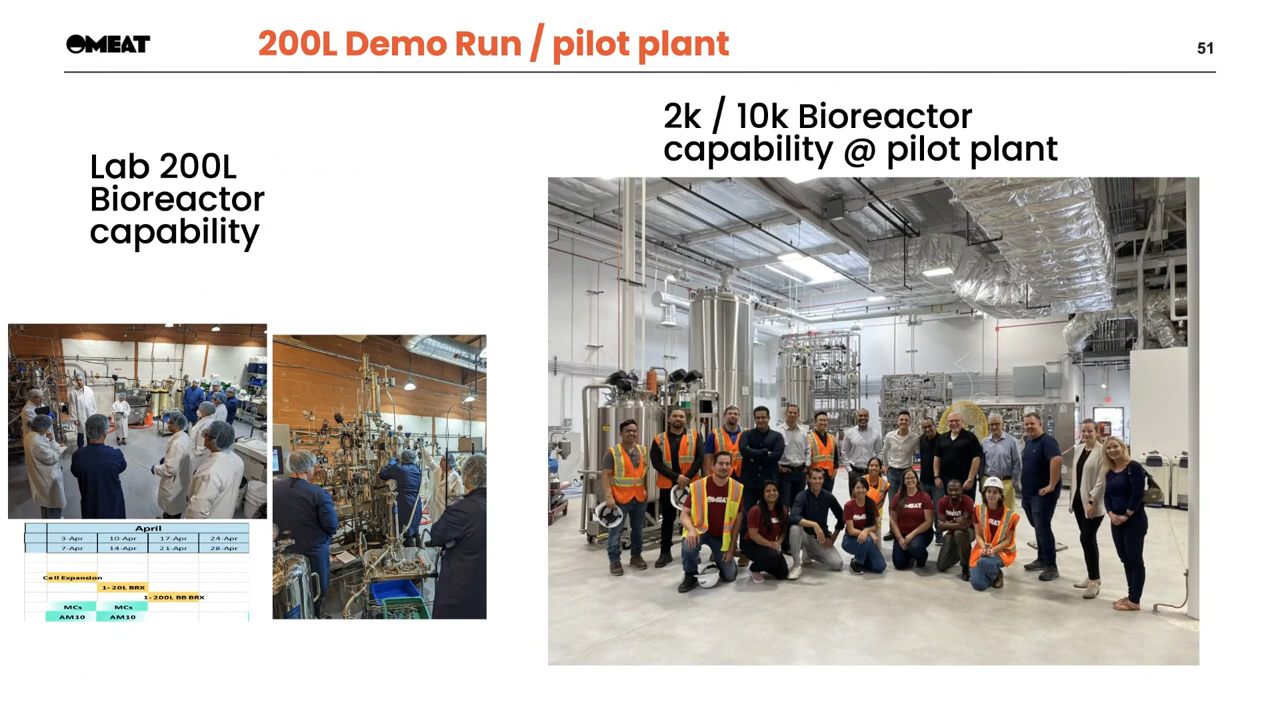 OMEAT
200L Demo Run / pilot plant
51
Lab 200L
Bioreactor
capability
2k / 10k Bioreactor
capability @ pilot plant
April
3-Apr 10-Apr 17-Apr 24-Apr
7-Apr 14-Apr 21-Apr 28-Apr
Cell Expansion
1- 20L BRX
1- 200L BB BRX
MCs MCs
AM10 AM10
OMEAT
OMEAT